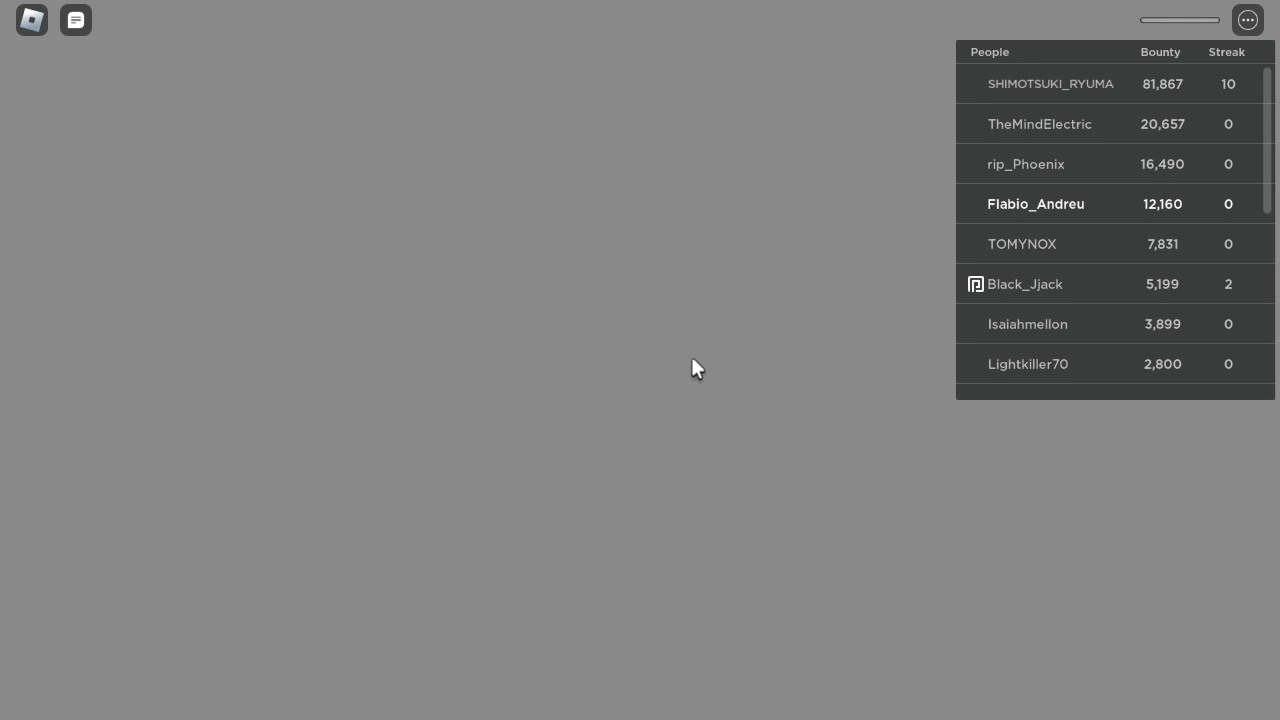 People Bounty Streak
SHIMOTSUKI_RYUMA 81,867 10
TheMindElectric 20,657 0
rip_Phoenix 16,490 0
Flabio_Andreu 12,160 0
TOMYNOX 7,831 0
Black_Jjack 5,199 2
Isaiahmellon 3,899 0
Lightkiller70 2,800 0